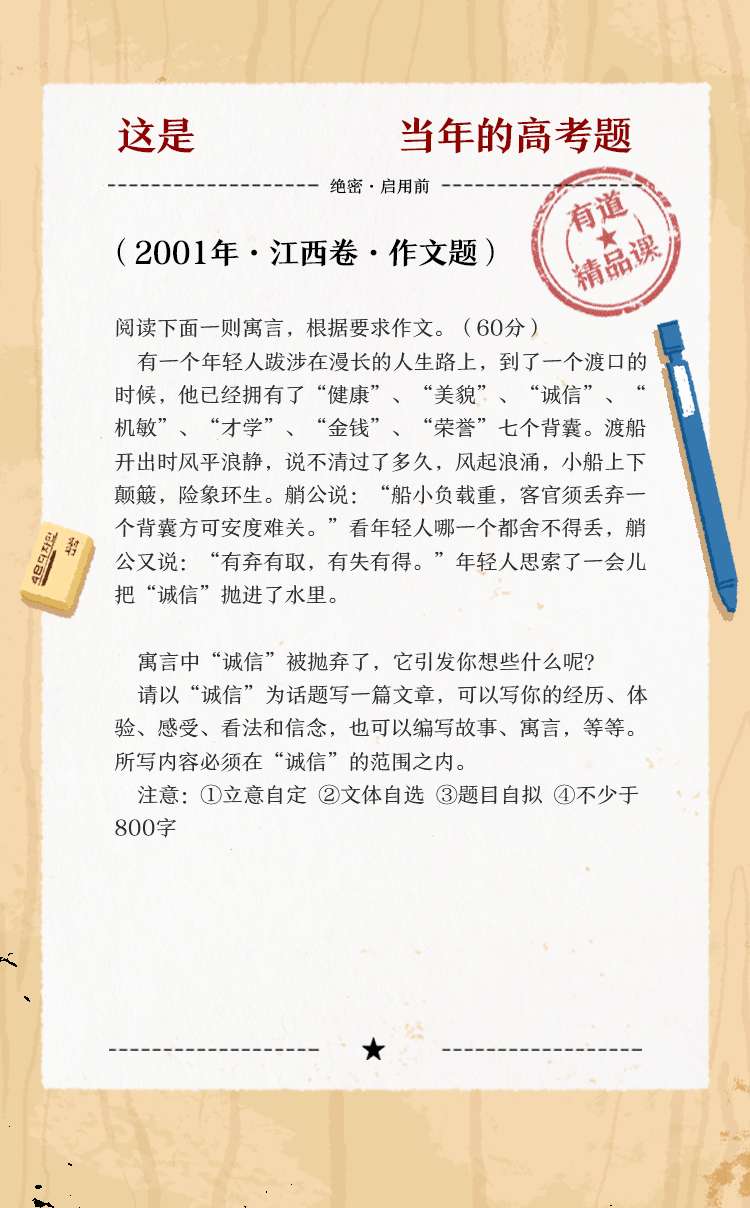 这是 当年的高考题
绝密·启用前
有道
精品课
（2001年·江西卷·作文题）
阅读下面一则寓言，根据要求作文。（60分）
有一个年轻人跋涉在漫长的人生路上，到了一个渡口的
时候，他已经拥有了“健康”、“美貌”、“诚信”、“
机敏”、“才学”、“金钱”、“荣誉”七个背囊。渡船
开出时风平浪静，说不清过了多久，风起浪涌，小船上下
颠簸，险象环生。艄公说：“船小负载重，客官须丢弃一
个背囊方可安度难关。”看年轻人哪一个都舍不得丢，艄
公又说：“有弃有取，有失有得。”年轻人思索了一会儿
把“诚信”抛进了水里。
寓言中“诚信”被抛弃了，它引发你想些什么呢？
请以“诚信”为话题写一篇文章，可以写你的经历、体
验、感受、看法和信念，也可以编写故事、寓言，等等。
所写内容必须在“诚信”的范围之内。
注意：①立意自定 ②文体自选 ③题目自拟 ④不少于
800字